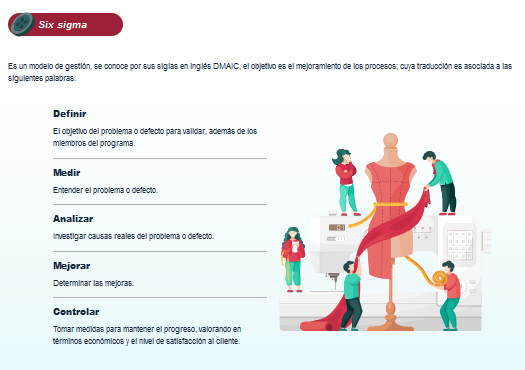 Six sigma
Es un modelo de gestión, se conoce por sus siglas en inglés DMAIC, el objetivo es el mejoramiento de los procesos; cuya traducción es asociada a las
siguientes palabras:
Definir
El objetivo del problema o defecto para validar, además de los
miembros del programa.
Medir
Entender el problema o defecto.
Analizar
Investigar causas reales del problema o defecto.
Mejorar
Determinar las mejoras.
Controlar
Tomar medidas para mantener el progreso, valorando en
términos económicos y el nivel de satisfacción al cliente.